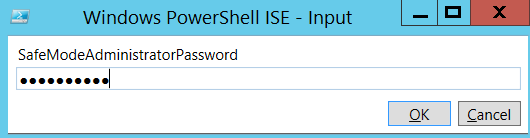 Windows PowerShell ISE - Input
SafeModeAdministratorPassword
●●●●●●●●●●
OK Cancel